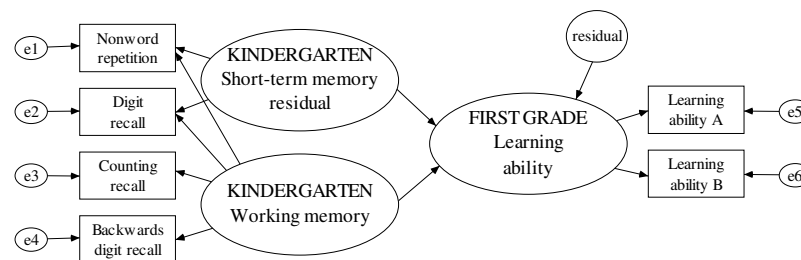 e1
Nonword
repetition
e2
Digit
recall
e3
Counting
recall
e4
Backwards
digit recall
KINDERGARTEN
Short-term memory
residual
KINDERGARTEN
Working memory
residual
FIRST GRADE
Learning
ability
Learning
ability A
e5
Learning
ability B
e6